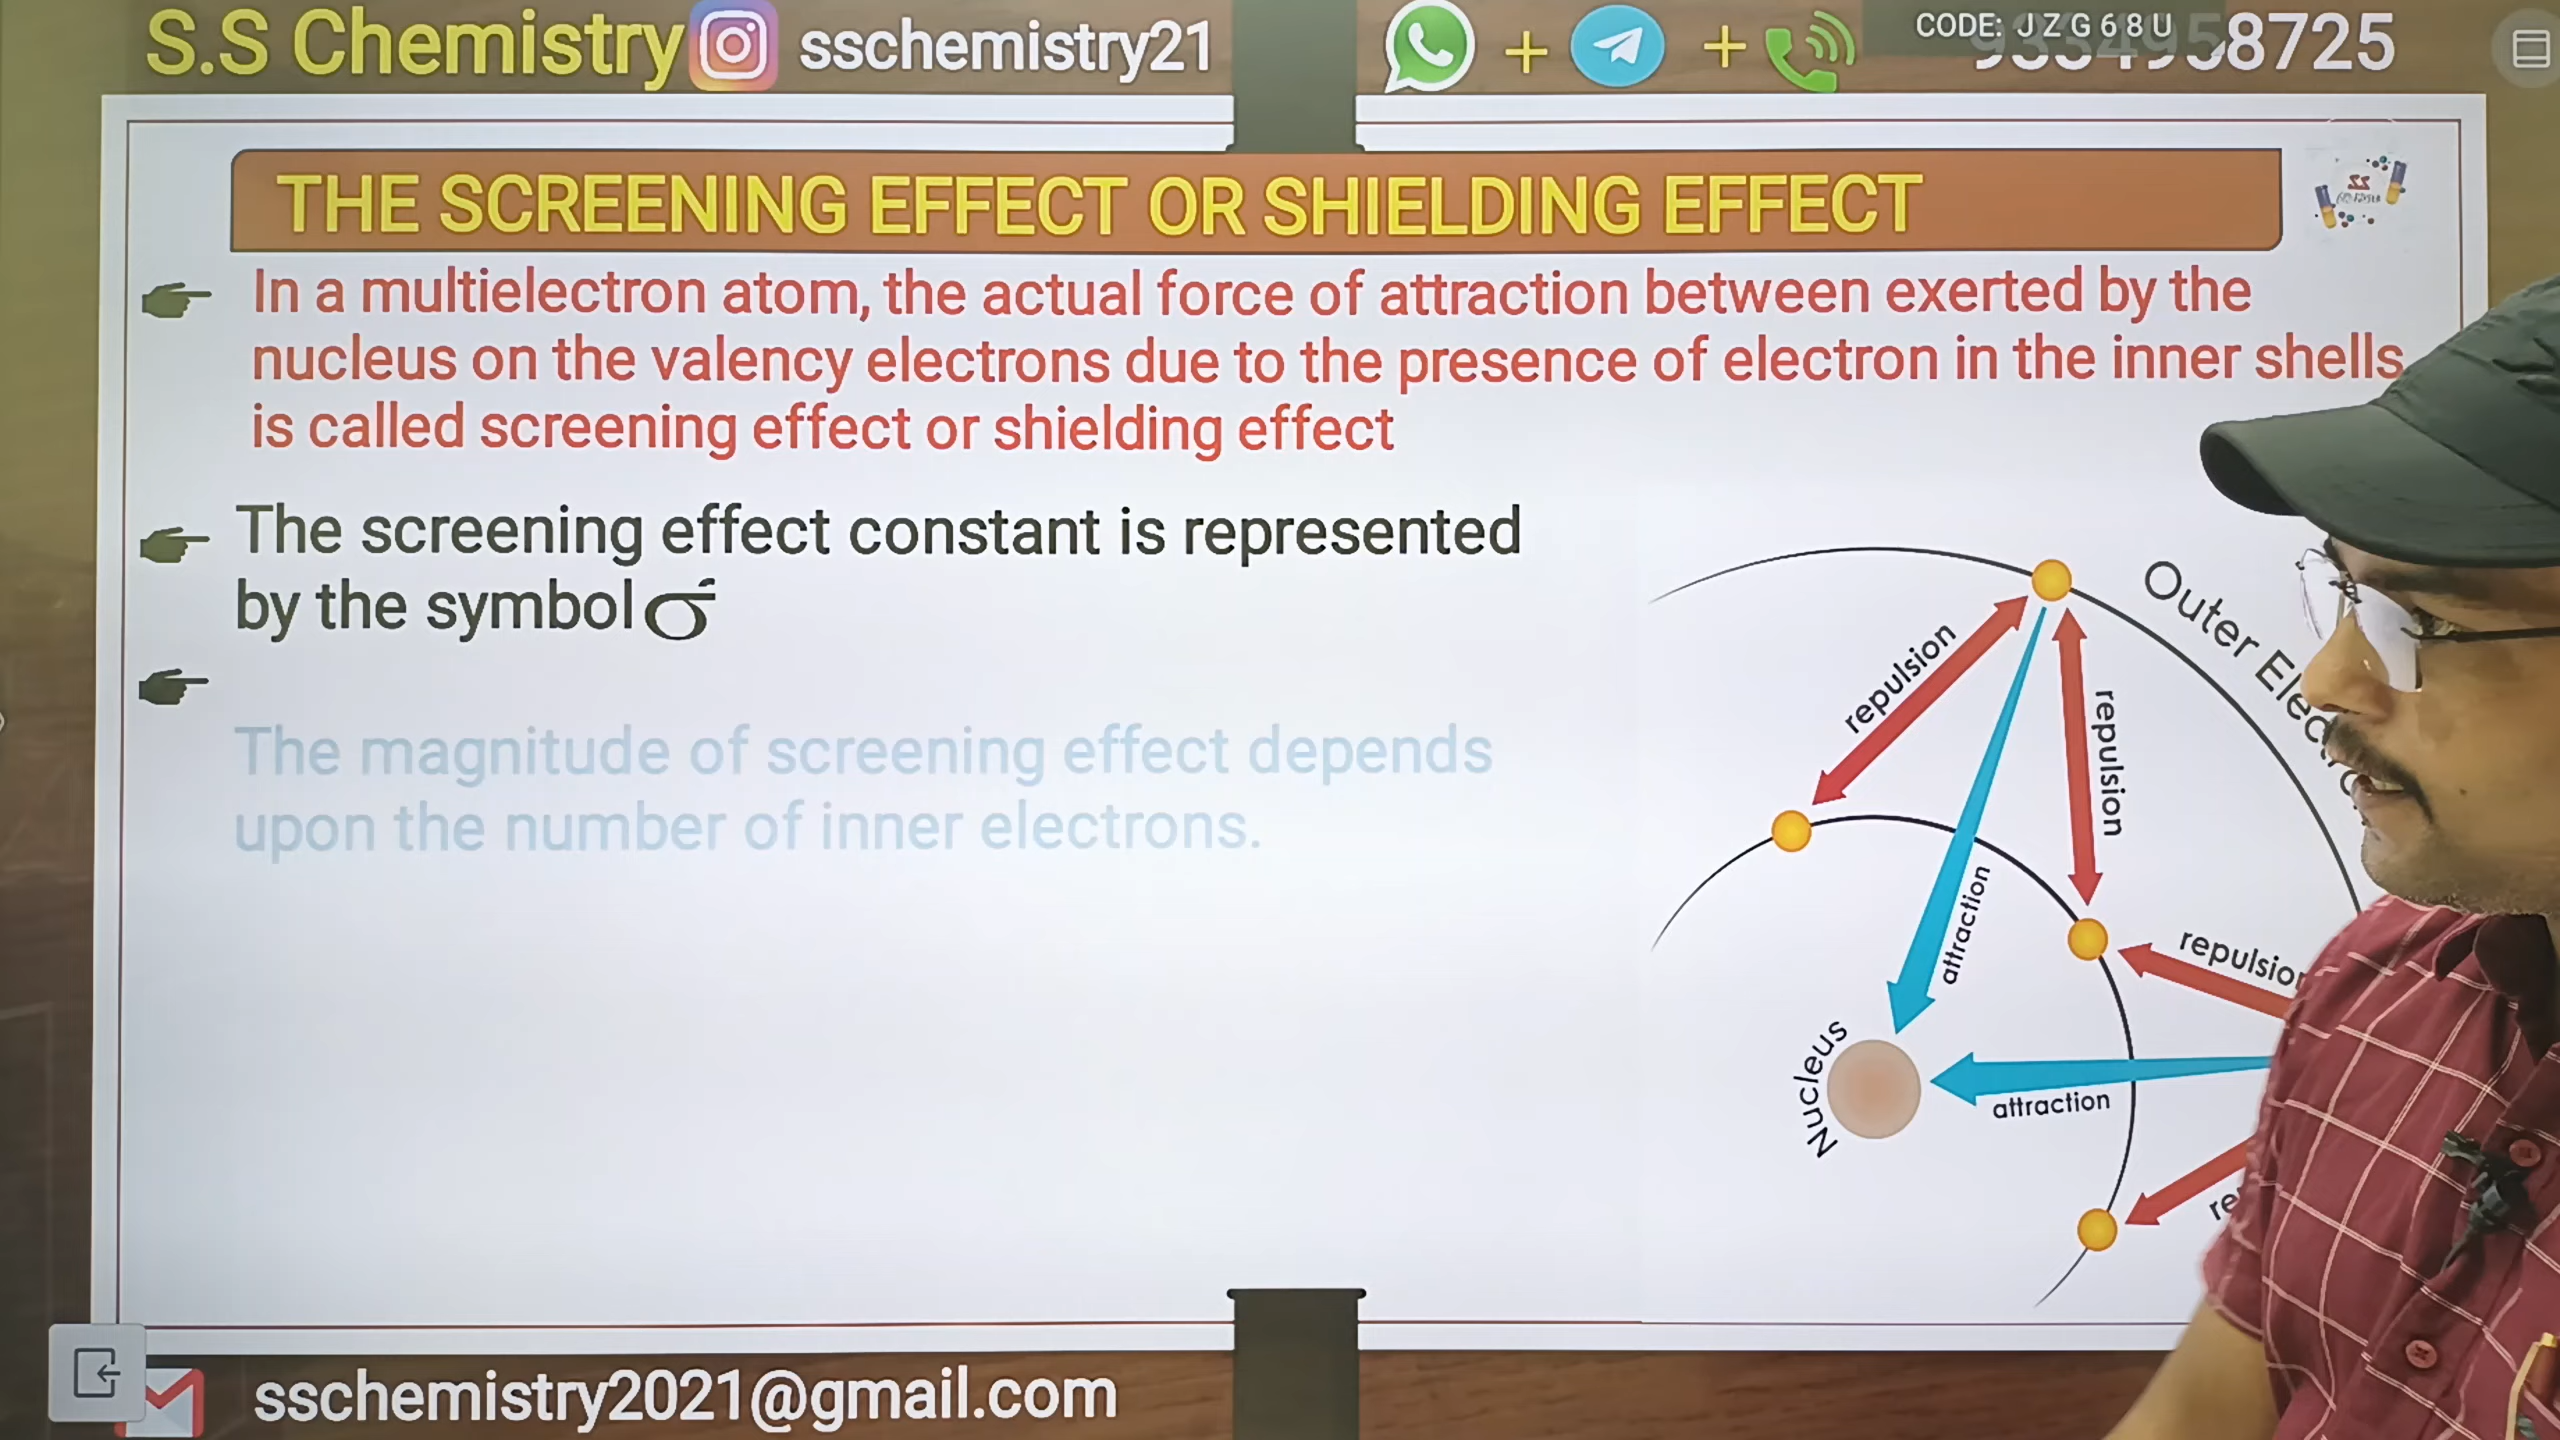 S.S Chemistry
sschemistry21
+ +
CODE: J Z G 6 8 U
8725
THE SCREENING EFFECT OR SHIELDING EFFECT
In a multielectron atom, the actual force of attraction between exerted by the
nucleus on the valency electrons due to the presence of electron in the inner shells
is called screening effect or shielding effect
The screening effect constant is represented
by the symbol σ
The magnitude of screening effect depends
upon the number of inner electrons.
Outer
repulsion
repulsion
attraction
repulsion
Nucleus
attraction
sschemistry2021@gmail.com